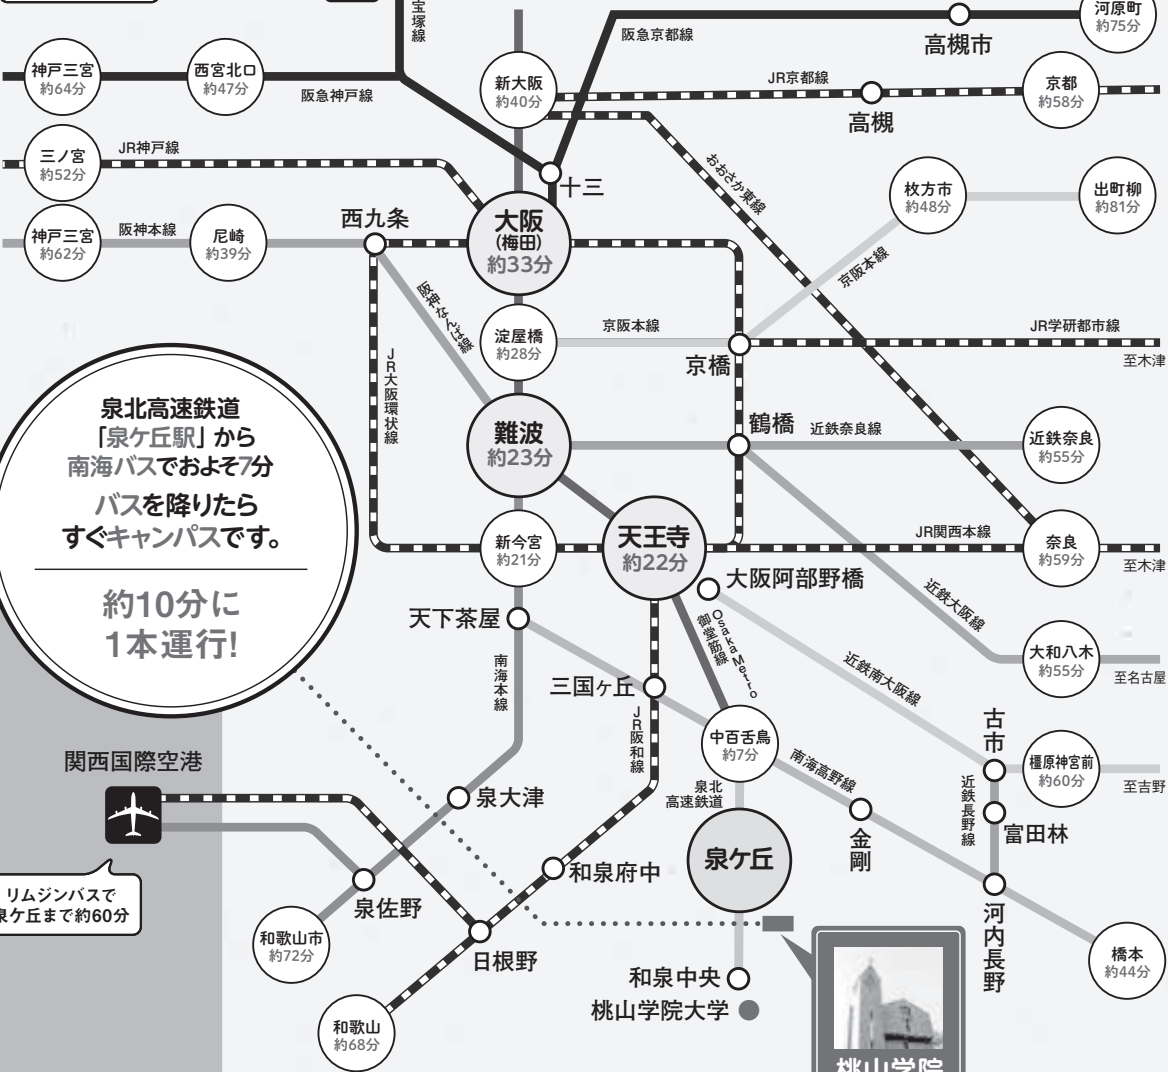 宝塚線
河原町
約75分
阪急京都線
高槻市
神戸三宮
約64分
西宮北口
約47分
阪急神戸線
新大阪
約40分
JR京都線
高槻
京都
約58分
三ノ宮
約52分
JR神戸線
十三
おおさか東線
枚方市
約48分
出町柳
約81分
神戸三宮
約62分
阪神本線
尼崎
約39分
西九条
大阪
(梅田)
約33分
京阪本線
阪神なんば線
淀屋橋
約28分
京阪本線
京橋
JR学研都市線
至木津
JR大阪環状線
難波
約23分
鶴橋
近鉄奈良線
近鉄奈良
約55分
泉北高速鉄道
「泉ケ丘駅」から
南海バスでおよそ7分
バスを降りたら
すぐキャンパスです。
約10分に
1本運行!
新今宮
約21分
天王寺
約22分
JR関西本線
奈良
約59分
至木津
大阪阿部野橋
天下茶屋
Osaka Metro
御堂筋線
近鉄大阪線
大和八木
約55分
至名古屋
南海本線
三国ヶ丘
近鉄南大阪線
JR阪和線
中百舌鳥
約7分
南海高野線
古市
橿原神宮前
約60分
至吉野
関西国際空港
泉大津
泉北
高速鉄道
近鉄長野線
金剛
富田林
泉ケ丘
和泉府中
リムジンバスで
泉ケ丘まで約60分
泉佐野
河内長野
和歌山市
約72分
日根野
橋本
約44分
和泉中央
桃山学院大学
和歌山
約68分
桃山学院